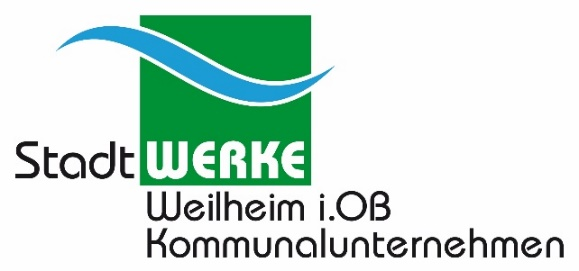 Stadt WERKE
Weilheim i.OB
Kommunalunternehmen